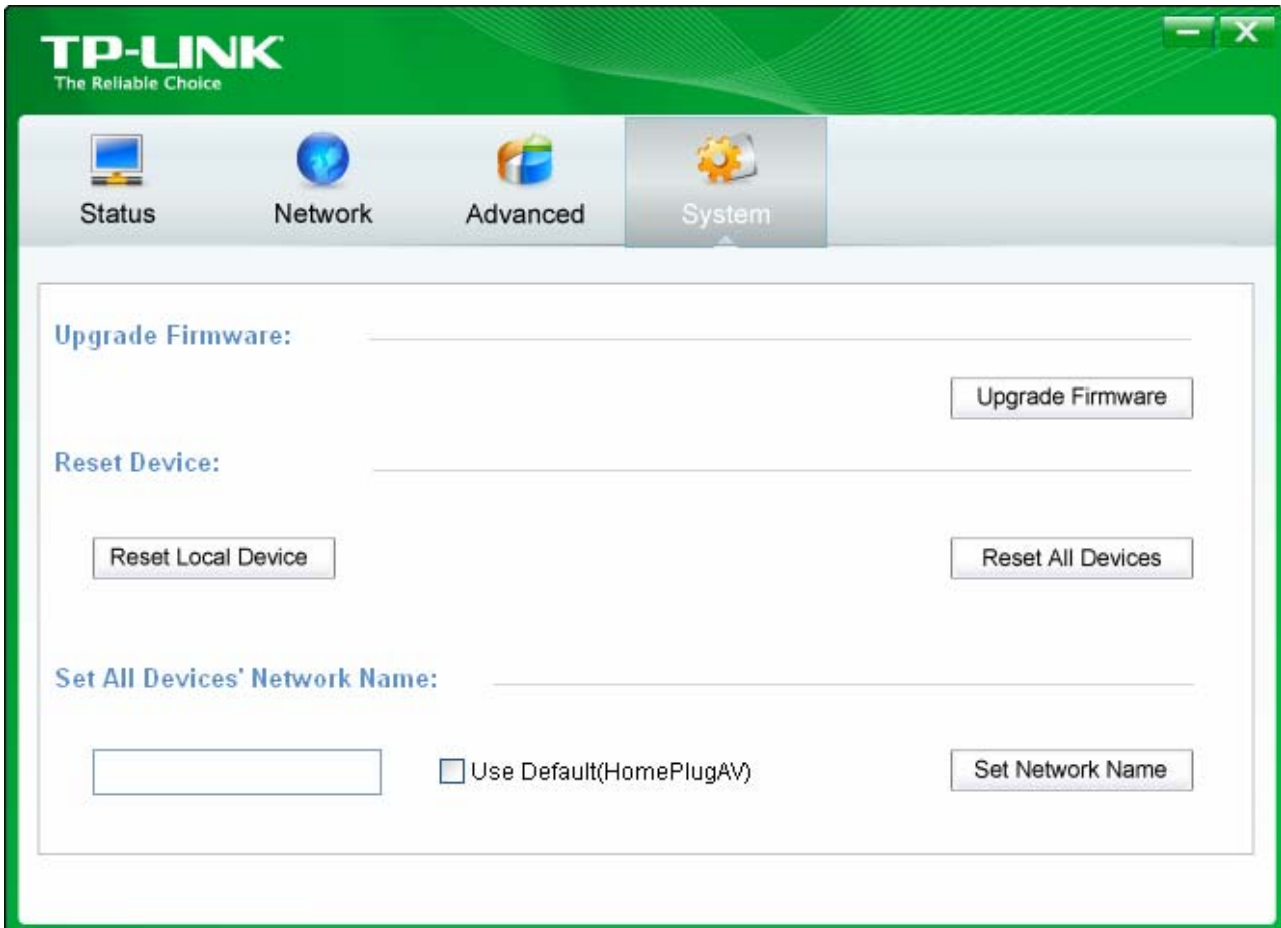 TP-LINK
The Reliable Choice
Status
Network
Advanced
System
Upgrade Firmware:
Upgrade Firmware
Reset Device:
Reset Local Device
Reset All Devices
Set All Devices' Network Name:
Use Default(HomePlugAV)
Set Network Name